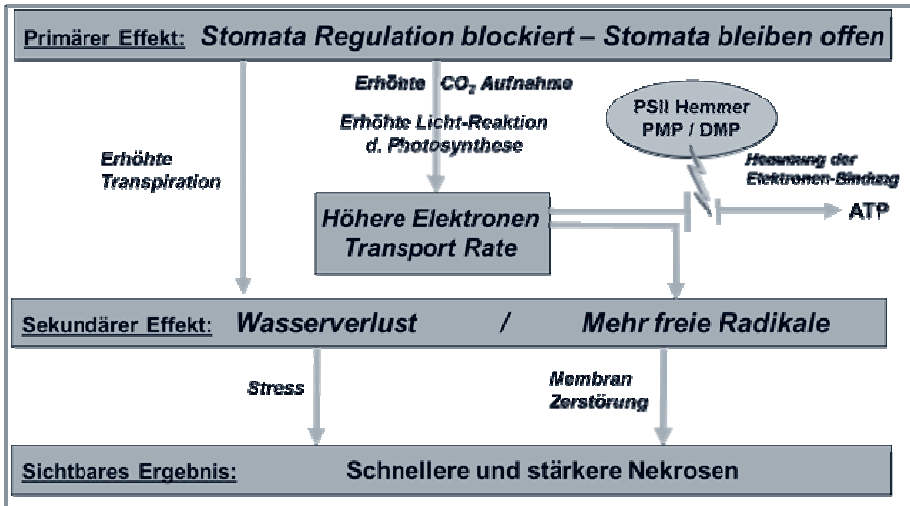 Primärer Effekt: Stomata Regulation blockiert – Stomata bleiben offen
Erhöhte CO₂ Aufnahme
Erhöhte Licht-Reaktion
d. Photosynthese
PSII Hemmer
PMP / DMP
Erhöhte
Transpiration
Hemmung der
Elektronen-Bindung
ATP
Höhere Elektronen
Transport Rate
Sekundärer Effekt: Wasserverlust / Mehr freie Radikale
Stress
Membran
Zerstörung
Sichtbares Ergebnis: Schnellere und stärkere Nekrosen